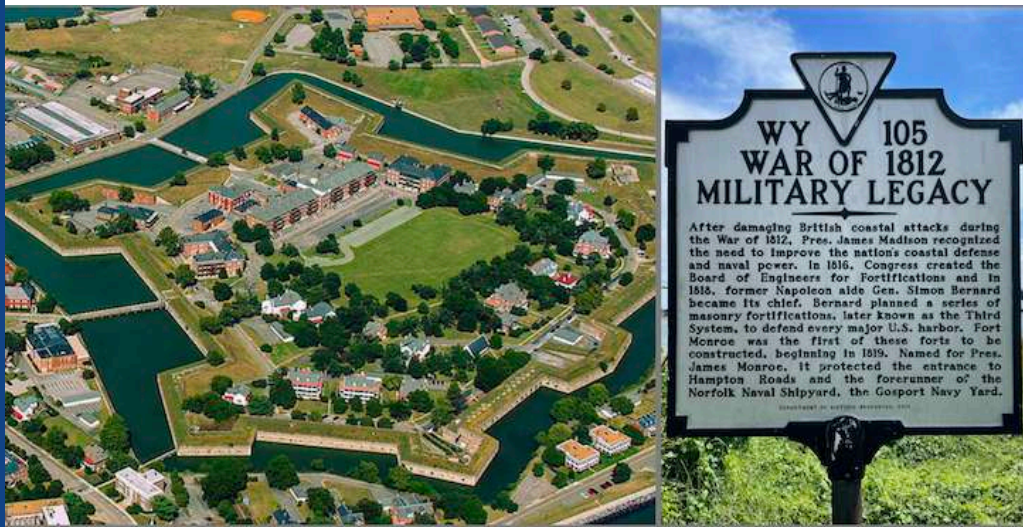 WY 105
WAR OF 1812
MILITARY LEGACY
After damaging British coastal attacks during
the War of 1812, Pres. James Madison recognized
the need to improve the nation's coastal defense
and naval power. In 1816, Congress created the
Board of Engineers for Fortifications and in
1818, former Napoleon aide Gen. Simon Bernard
became its chief. Bernard planned a series of
masonry fortifications, later known as the Third
System, to defend every major U.S. harbor. Fort
Monroe was the first of these forts to be
constructed, beginning in 1819. Named for Pres.
James Monroe, it protected the entrance to
Hampton Roads and the forerunner of the
Norfolk Naval Shipyard, the Gosport Navy Yard.
DEPARTMENT OF HISTORIC RESOURCES,